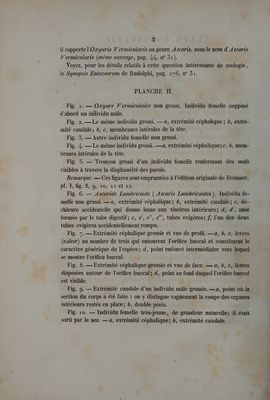 2
il rapporte l'Oxyuris Vermicularis au genre Ascaris, sous le nom d'Ascaris
Vermicularis (même ouvrage, pag. 44, nº 31).
Voyez, pour les détails relatifs à cette question intéressante de zoologie,
le Synopsis Entozoorum de Rudolphi, pag. 276, nº 31.
PLANCHE II.
Fig. 1. — Oxyure Vermiculaire non grossi. Individu femelle supposé
d'abord un individu mâle.
Fig. 2. — Le même individu grossi. — a, extrémité céphalique; b, extré-
mité caudale; b, c, membranes latérales de la tête.
Fig. 3. — Autre individu femelle non grossi.
Fig. 4. — Le même individu grossi. — a, extrémité céphalique; c, b, mem-
branes latérales de la tête.
Fig. 5. — Tronçon grossi d'un individu femelle renfermant des œufs
visibles à travers la diaphanéité des parois.
Remarque. — Ces figures sont empruntées à l'édition originale de Bremser,
pl. I, fig. 8, 9, 10, 11 et 12.
Fig. 6. — Ascaride Lombricoïde (Ascaris Lumbricoides). Individu fe-
melle non grossi. — a, extrémité céphalique; b, extrémité caudale; c, dé-
chirure accidentelle qui donne issue aux viscères intérieurs; d, d', anse
formée par le tube digestif; e, e', e'', tubes ovigères; f, l'un des deux
tubes ovigères accidentellement rompu.
Fig. 7. — Extrémité céphalique grossie et vue de profil. — a, b, c, lèvres
(valvæ) au nombre de trois qui entourent l'orifice buccal et constituent le
caractère générique de l'espèce; d, point enfoncé intermédiaire vers lequel
se montre l'orifice buccal.
Fig. 8. — Extrémité céphalique grossie et vue de face. — a, b, c, lèvres
disposées autour de l'orifice buccal; d, point au fond duquel l'orifice buccal
est visible.
Fig. 9. — Extrémité caudale d'un individu mâle grossie. — a, point où la
section du corps a été faite : on y distingue vaguement la coupe des organes
intérieurs restés en place; b, double pénis.
Fig. 10. — Individu femelle très-jeune, de grandeur naturelle; il était
sorti par le nez. — a, extrémité céphalique; b, extrémité caudale.